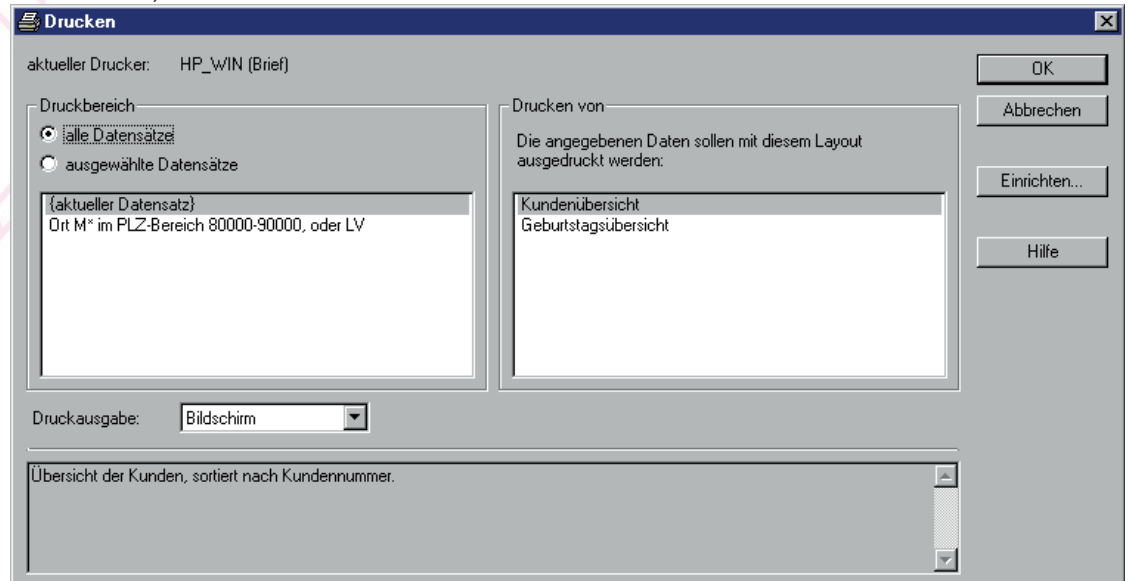 Drucken
aktueller Drucker: HP_WIN (Brief)
OK
Abbrechen
Einrichten...
Hilfe
Druckbereich
alle Datensätze
ausgewählte Datensätze
{aktueller Datensatz}
Ort M* im PLZ-Bereich 80000-90000, oder LV
Drucken von
Die angegebenen Daten sollen mit diesem Layout
ausgedruckt werden:
Kundenübersicht
Geburtstagsübersicht
Druckausgabe: Bildschirm
Übersicht der Kunden, sortiert nach Kundennummer.